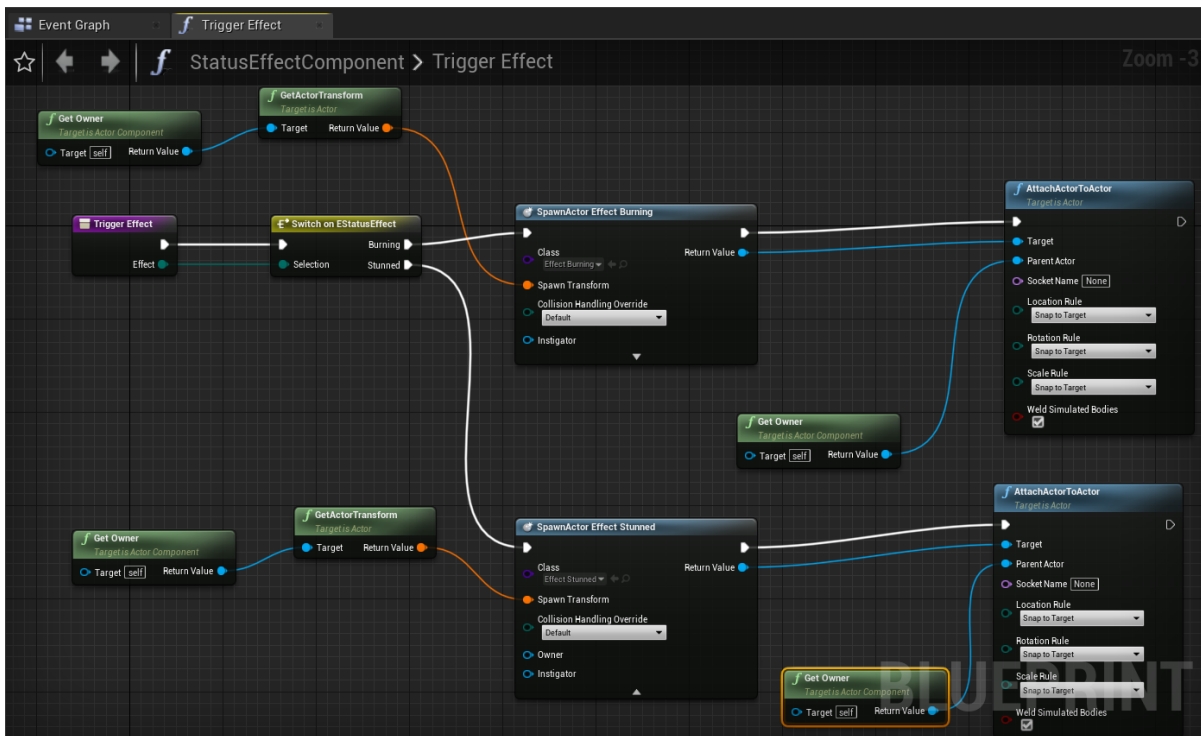 Event Graph
Trigger Effect
StatusEffectComponent > Trigger Effect
Zoom -3
Get Owner
Target is Actor Component
Target self
Return Value
GetActorTransform
Target is Actor
Target
Return Value
Trigger Effect
Effect
Switch on EStatusEffect
Burning
Selection
Stunned
SpawnActor Effect Burning
Class
Effect Burning
Return Value
Spawn Transform
Collision Handling Override
Default
Instigator
AttachActorToActor
Target is Actor
Target
Parent Actor
Socket Name None
Location Rule
Snap to Target
Rotation Rule
Snap to Target
Scale Rule
Snap to Target
Weld Simulated Bodies
Get Owner
Target is Actor Component
Target self
Return Value
Get Owner
Target is Actor Component
Target self
Return Value
GetActorTransform
Target is Actor
Target
Return Value
SpawnActor Effect Stunned
Class
Effect Stunned
Return Value
Spawn Transform
Collision Handling Override
Default
Owner
Instigator
AttachActorToActor
Target is Actor
Target
Parent Actor
Socket Name None
Location Rule
Snap to Target
Rotation Rule
Snap to Target
Scale Rule
Snap to Target
Weld Simulated Bodies
Get Owner
Target is Actor Component
Target self
Return Value
BLUEPRINT